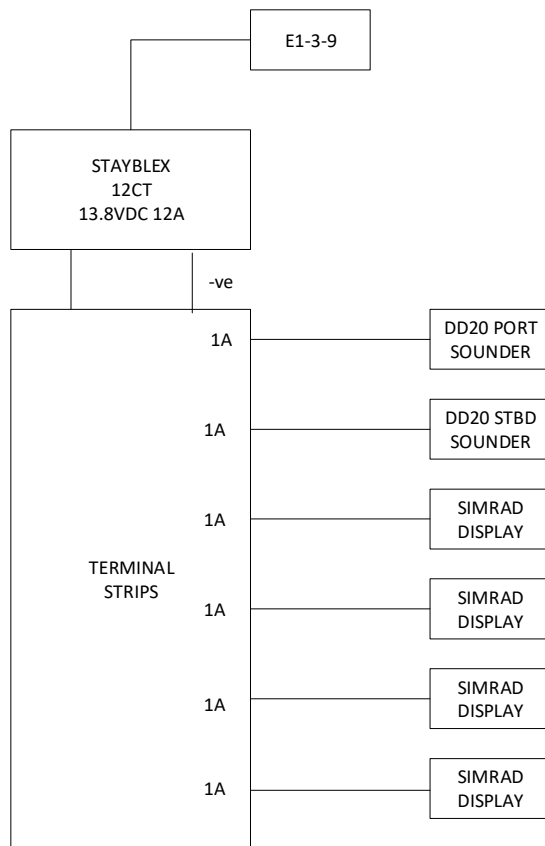 E1-3-9
STAYBLEX
12CT
13.8VDC 12A
-ve
1A
DD20 PORT
SOUNDER
1A
DD20 STBD
SOUNDER
1A
SIMRAD
DISPLAY
TERMINAL
STRIPS
1A
SIMRAD
DISPLAY
1A
SIMRAD
DISPLAY
1A
SIMRAD
DISPLAY